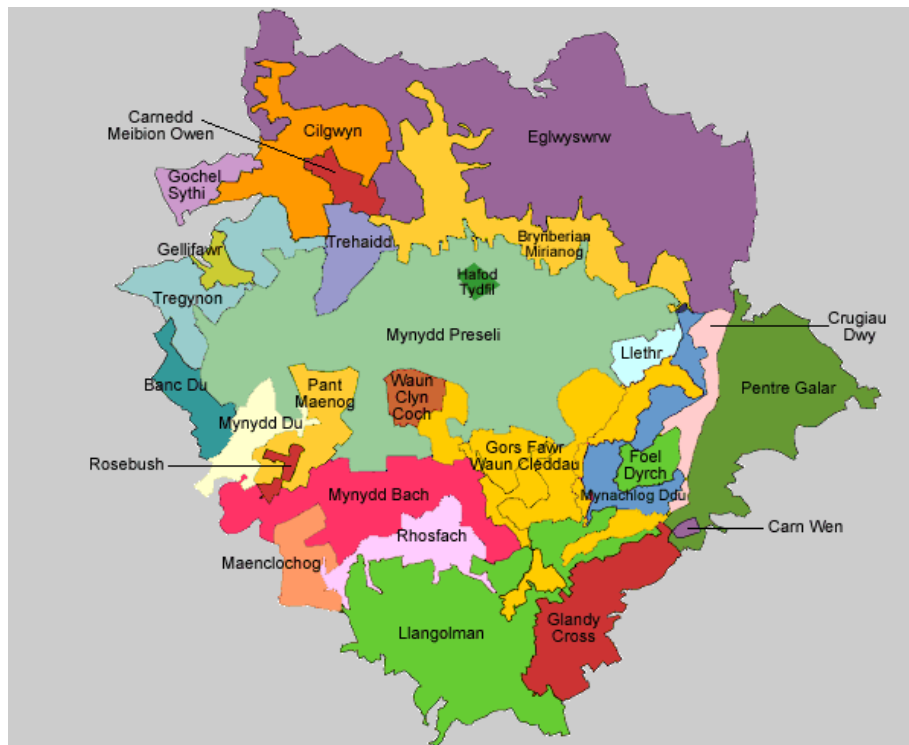 Carnedd
Meibion Owen
Cilgwyn
Eglwyswrw
Gochel
Sythi
Gellifawr
Trehaidd
Brynberian
Mirianog
Hafod
Tydfil
Tregynon
Mynydd Preseli
Crugiau
Dwy
Llethr
Banc Du
Pant
Maenog
Waun
Clyn
Coch
Pentre Galar
Mynydd Du
Gors Fawr
Waun Cleddau
Foel
Dyrch
Rosebush
Mynydd Bach
Mynachlog Ddu
Rhosfach
Carn Wen
Maenclochog
Llangolman
Glandy
Cross